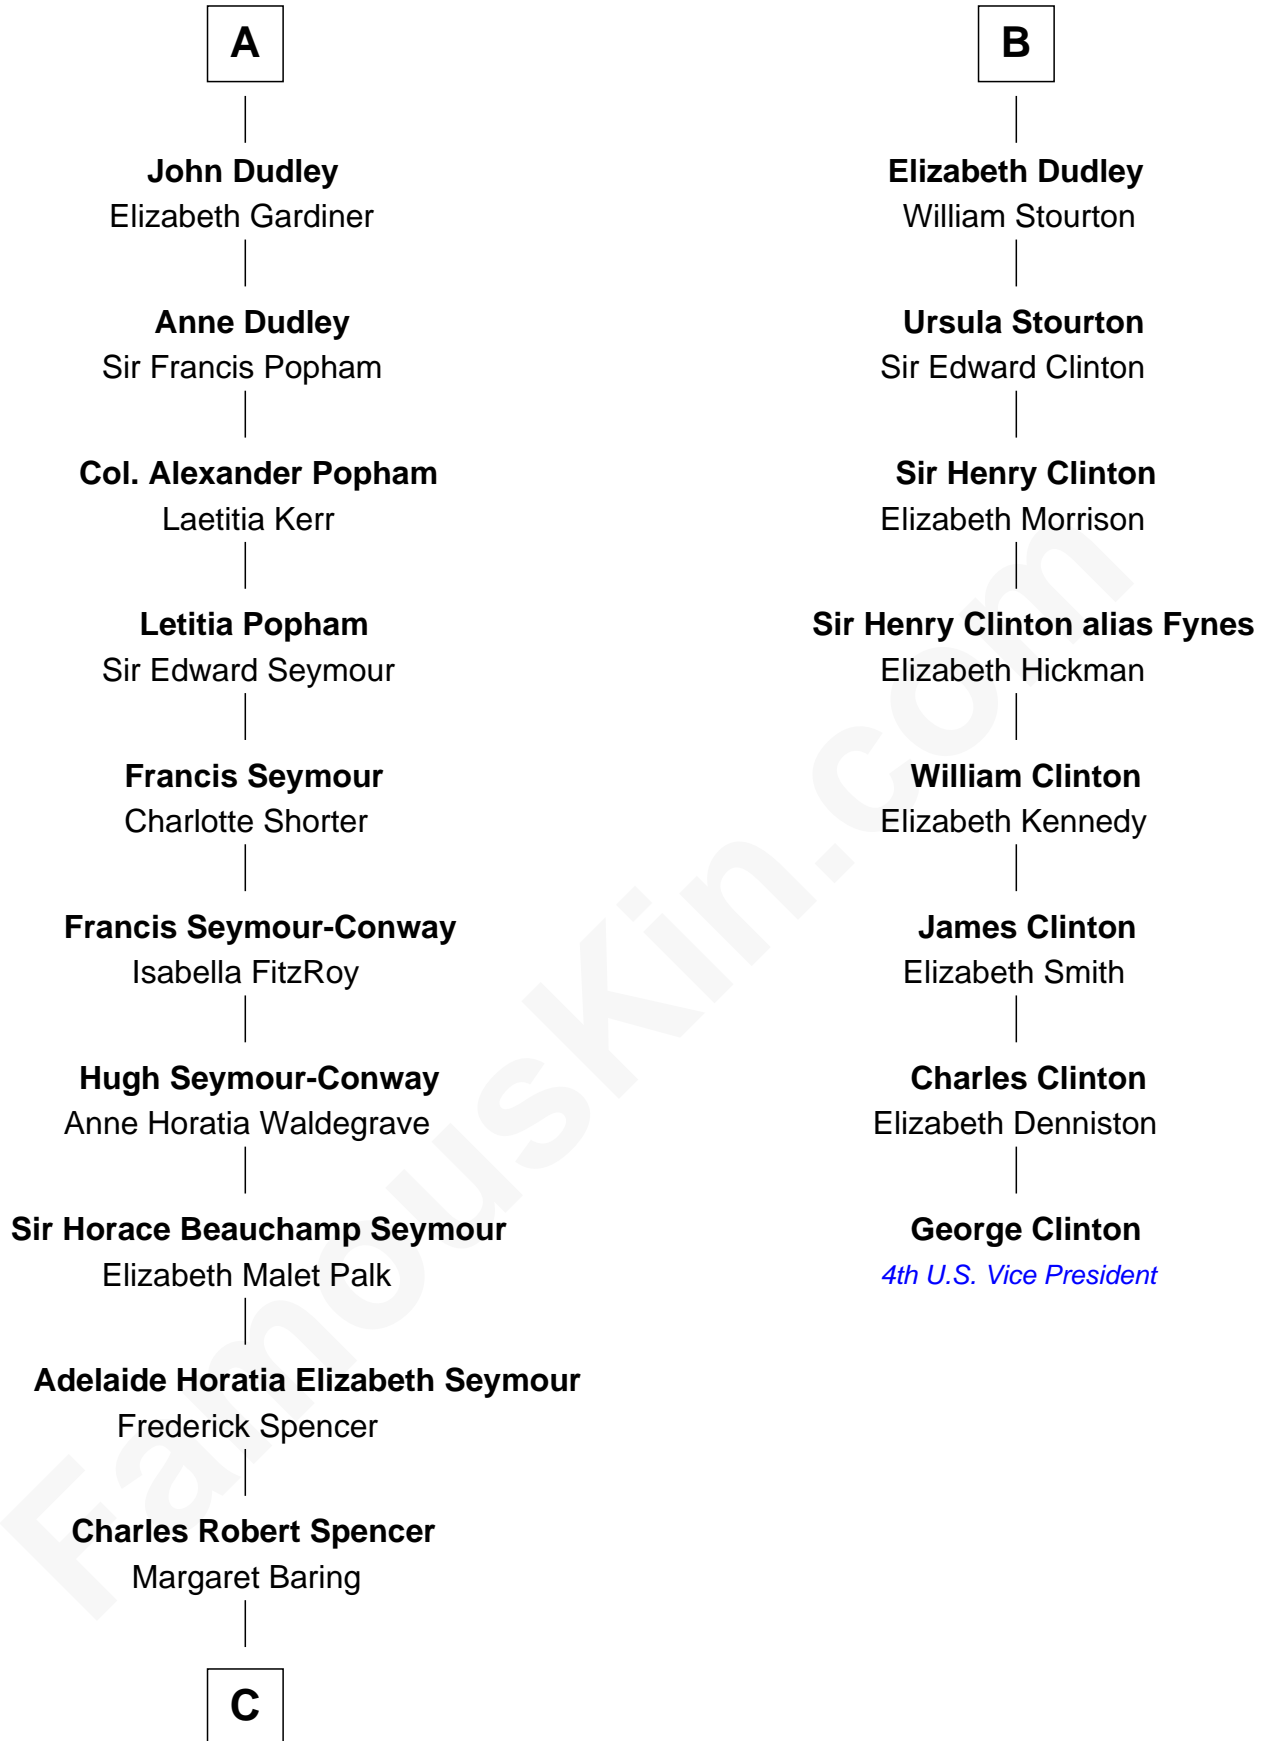 A
John Dudley
Elizabeth Gardiner
Anne Dudley
Sir Francis Popham
Col. Alexander Popham
Laetitia Kerr
Letitia Popham
Sir Edward Seymour
Francis Seymour
Charlotte Shorter
Francis Seymour-Conway
Isabella FitzRoy
Hugh Seymour-Conway
Anne Horatia Waldegrave
Sir Horace Beauchamp Seymour
Elizabeth Malet Palk
Adelaide Horatia Elizabeth Seymour
Frederick Spencer
Charles Robert Spencer
Margaret Baring
C
B
Elizabeth Dudley
William Stourton
Ursula Stourton
Sir Edward Clinton
Sir Henry Clinton
Elizabeth Morrison
Sir Henry Clinton alias Fynes
Elizabeth Hickman
William Clinton
Elizabeth Kennedy
James Clinton
Elizabeth Smith
Charles Clinton
Elizabeth Denniston
George Clinton
4th U.S. Vice President
FamousKin.com